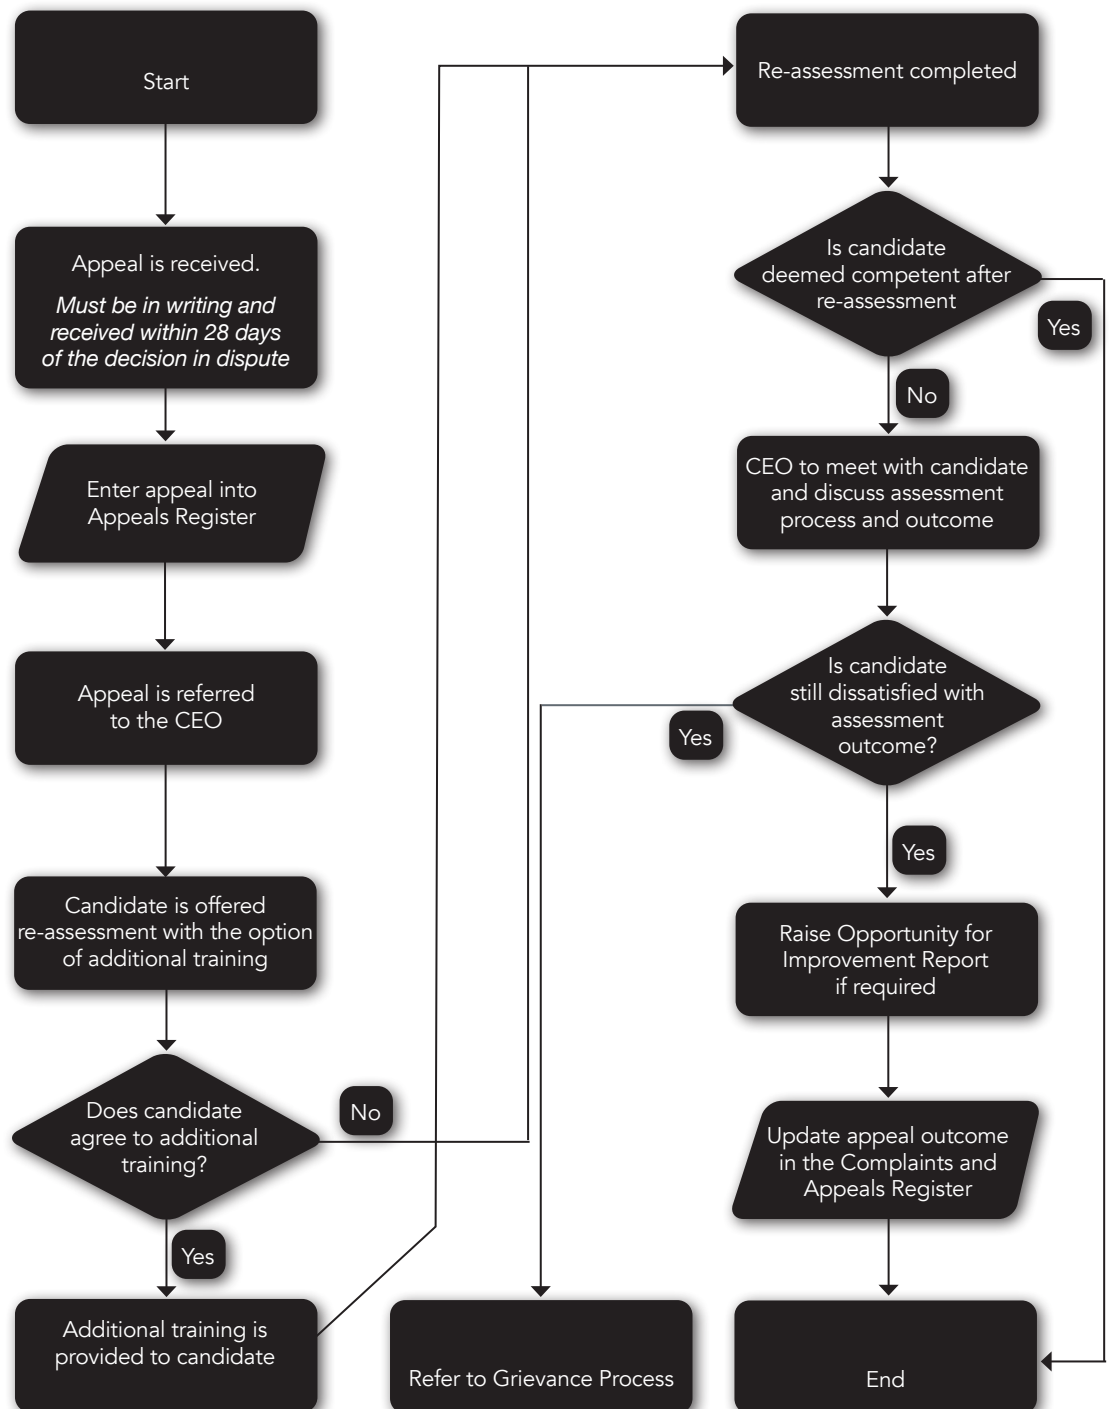 Start
Appeal is received.
Must be in writing and
received within 28 days
of the decision in dispute
Enter appeal into
Appeals Register
Appeal is referred
to the CEO
Candidate is offered
re-assessment with the option
of additional training
Does candidate
agree to additional
training?
No
Yes
Additional training is
provided to candidate
Re-assessment completed
Is candidate
deemed competent after
re-assessment
Yes
No
CEO to meet with candidate
and discuss assessment
process and outcome
Is candidate
still dissatisfied with
assessment
outcome?
Yes
Yes
Refer to Grievance Process
Raise Opportunity for
Improvement Report
if required
Update appeal outcome
in the Complaints and
Appeals Register
End